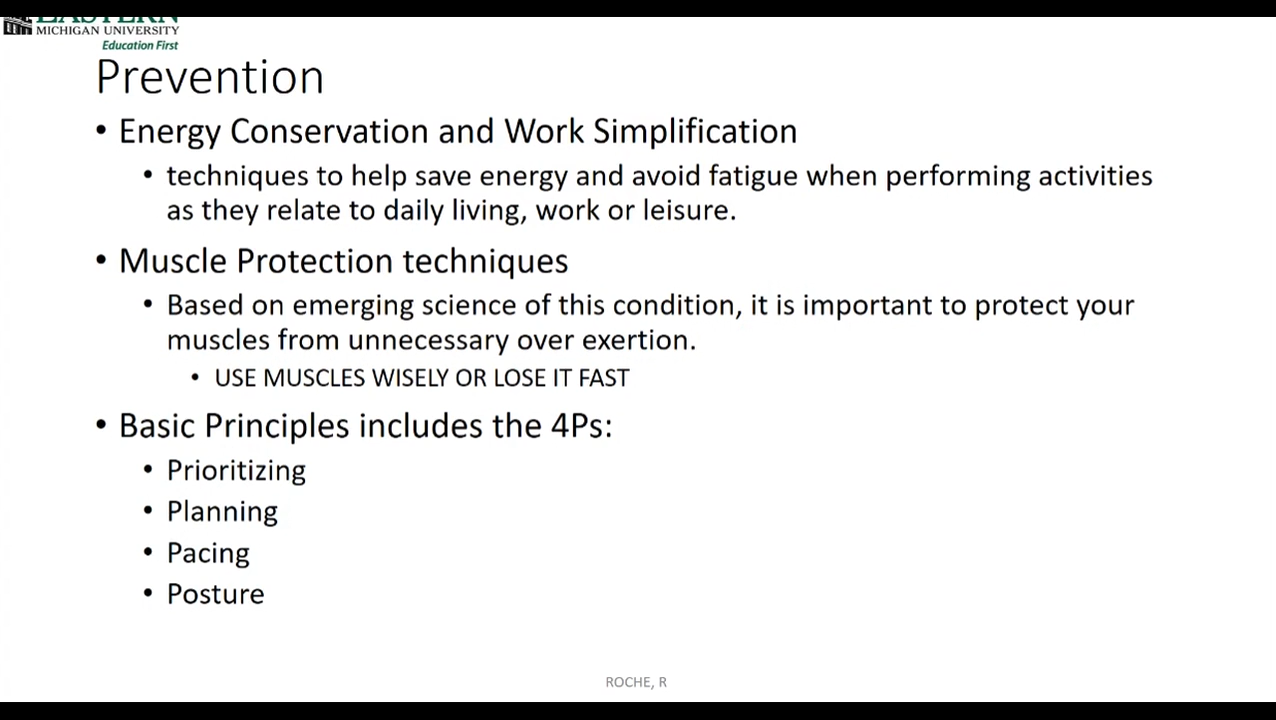 EASTERN
MICHIGAN UNIVERSITY
Education First
Prevention
• Energy Conservation and Work Simplification
• techniques to help save energy and avoid fatigue when performing activities
as they relate to daily living, work or leisure.
• Muscle Protection techniques
• Based on emerging science of this condition, it is important to protect your
muscles from unnecessary over exertion.
• USE MUSCLES WISELY OR LOSE IT FAST
• Basic Principles includes the 4Ps:
• Prioritizing
• Planning
• Pacing
• Posture
ROCHE, R